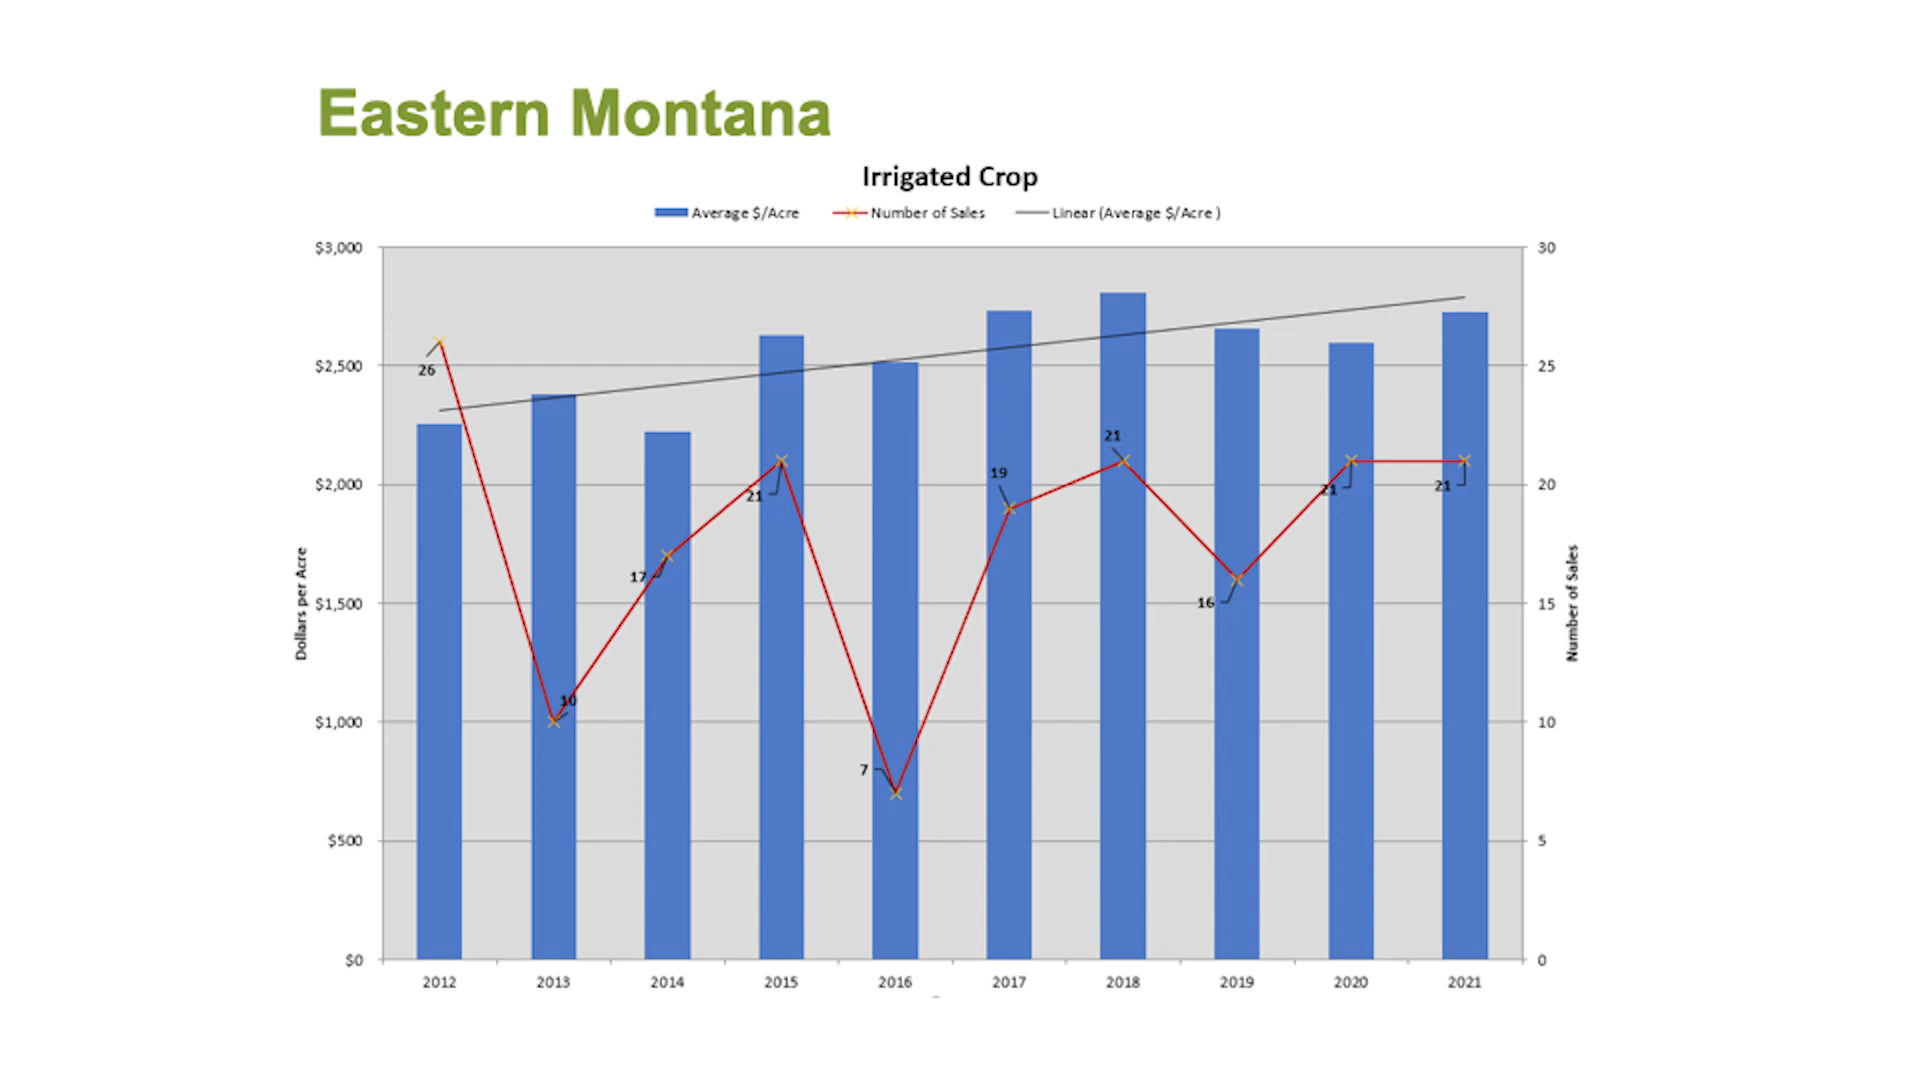 Eastern Montana
Irrigated Crop
Average $/Acre Number of Sales Linear (Average $/Acre )
$3,000 30
$2,500 25
26
21
19
$2,000 20
21 21 21
17
$1,500 15
16
Dollars per Acre
Number of Sales
10
$1,000 10
7
$500 5
$0 0
2012 2013 2014 2015 2016 2017 2018 2019 2020 2021